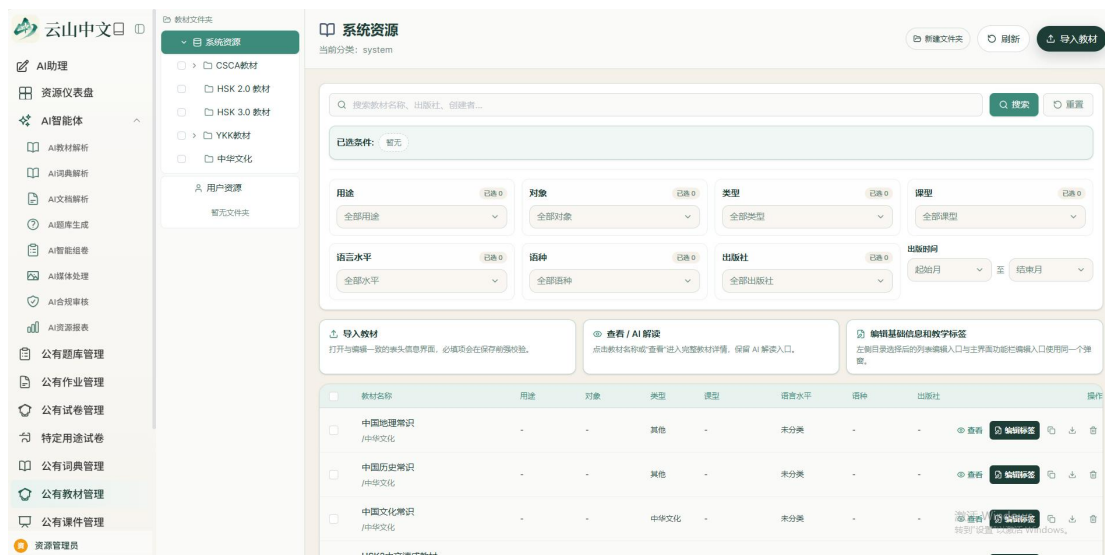 云山中文
AI助理
资源仪表盘
AI智能体
AI教材解析
AI词典解析
AI文档解析
AI题库生成
AI智能组卷
AI媒体处理
AI合规审核
AI资源报表
公有题库管理
公有作业管理
公有试卷管理
特定用途试卷
公有词典管理
公有教材管理
公有课件管理
资源管理员
教材文件夹
系统资源
CSCA教材
HSK 2.0 教材
HSK 3.0 教材
YKK教材
中华文化
用户资源
暂无文件夹
系统资源
当前分类: system
新建文件夹 刷新 导入教材
搜索教材名称、出版社、创建者...
搜索 重置
已选条件: 暂无
用途 已选 0 对象 已选 0 类型 已选 0 课型 已选 0
全部用途 全部对象 全部类型 全部课型
语言水平 已选 0 语种 已选 0 出版社 已选 0 出版时间
全部水平 全部语种 全部出版社 起始月 至 结束月
导入教材
打开与编辑一致的表头信息界面，必填项会在保存前强校验。
查看 / AI 解读
点击教材名称或“查看”进入完整教材详情，保留 AI 解读入口。
编辑基础信息和教学标签
左侧目录选择后的列表编辑入口与主界面功能栏编辑入口使用同一个弹
窗。
教材名称 用途 对象 类型 课型 语言水平 语种 出版社 操作
中国地理常识
/中华文化
- - 其他 - 未分类 - - 查看 编辑标签
中国历史常识
/中华文化
- - 其他 - 未分类 - - 查看 编辑标签
中国文化常识
/中华文化
- - 中华文化 - 未分类 - - 查看 编辑标签
激活 Windows
转到“设置”以激活 Windows。